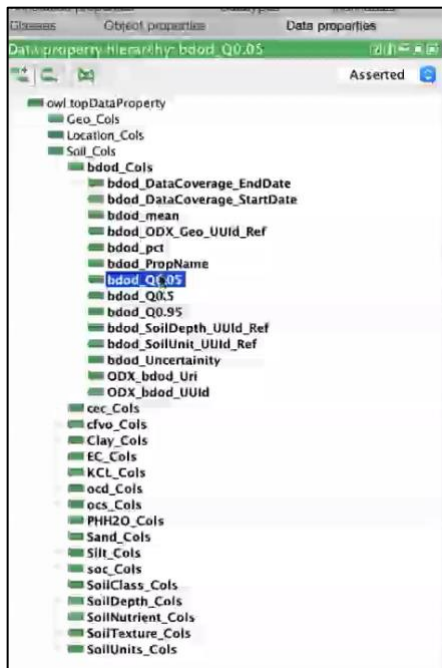 Classes Object properties Data properties
Data property hierarchy: bdod_Q0.05
Asserted
owl:topDataProperty
Geo_Cols
Location_Cols
Soil_Cols
bdod_Cols
bdod_DataCoverage_EndDate
bdod_DataCoverage_StartDate
bdod_mean
bdod_ODX_Geo_UUId_Ref
bdod_pct
bdod_PropName
bdod_Q0.05
bdod_Q0.5
bdod_Q0.95
bdod_SoilDepth_UUId_Ref
bdod_SoilUnit_UUId_Ref
bdod_Uncertainity
ODX_bdod_Uri
ODX_bdod_UUId
cec_Cols
cfvo_Cols
Clay_Cols
EC_Cols
KCL_Cols
ocd_Cols
ocs_Cols
PHH2O_Cols
Sand_Cols
Silt_Cols
soc_Cols
SoilClass_Cols
SoilDepth_Cols
SoilNutrient_Cols
SoilTexture_Cols
SoilUnits_Cols